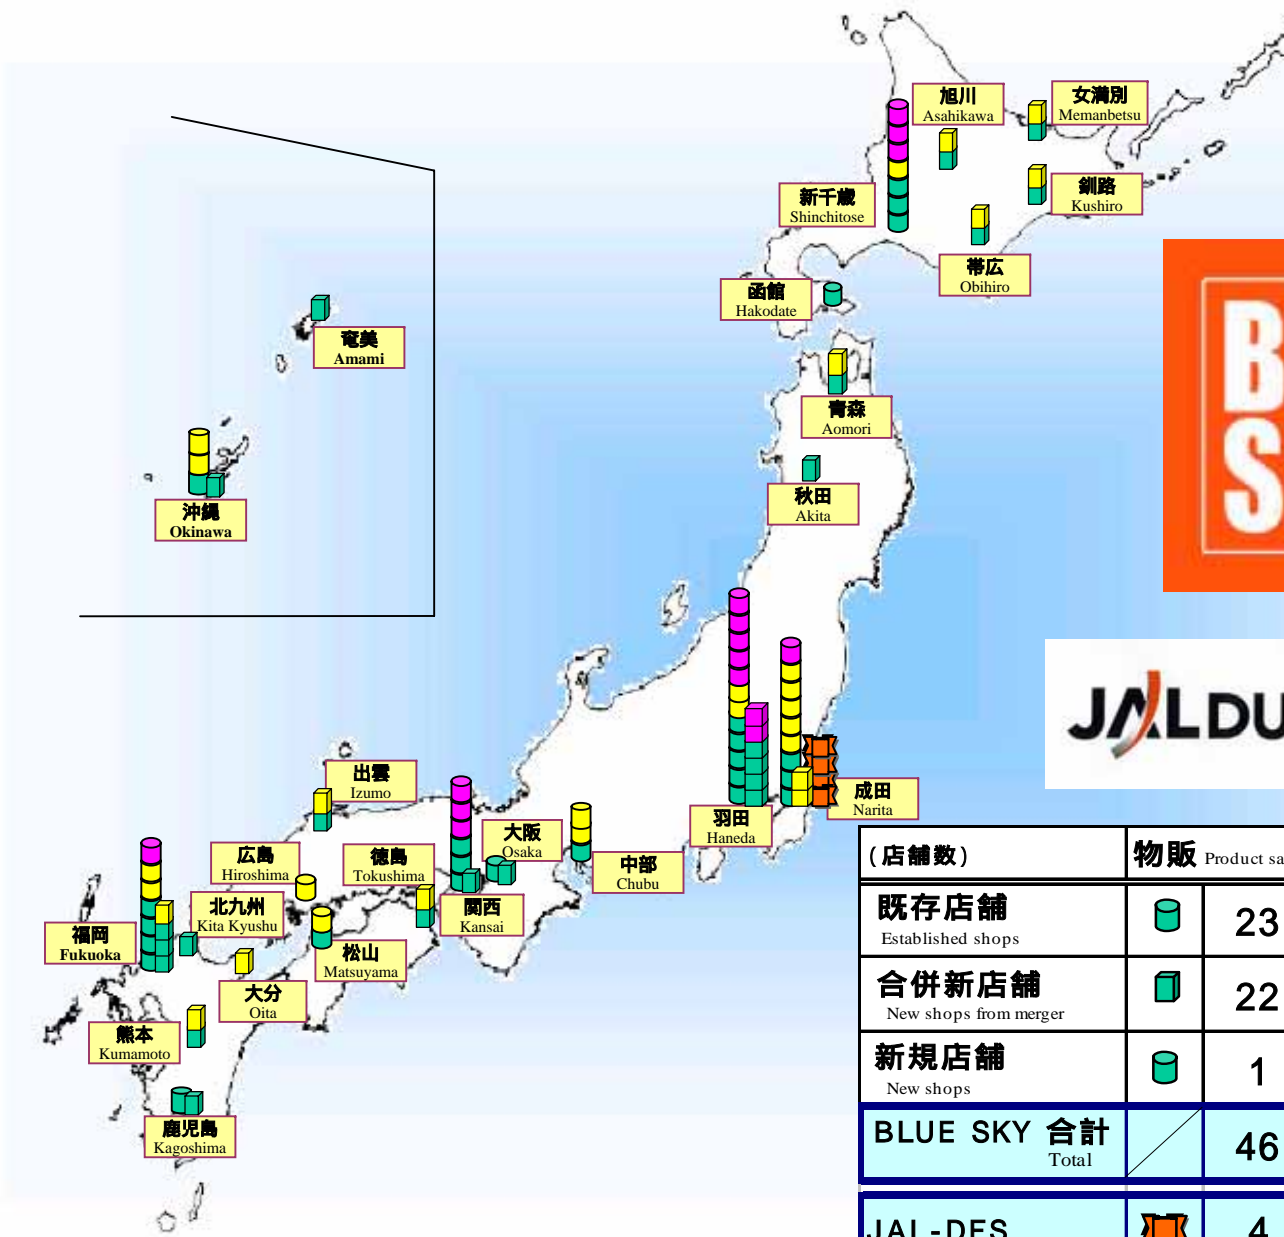 旭川
Asahikawa
女満別
Memanbetsu
新千歳
Shinchitose
釧路
Kushiro
帯広
Obihiro
函館
Hakodate
奄美
Amami
青森
Aomori
秋田
Akita
沖縄
Okinawa
B
S
JALDU
出雲
Izumo
羽田
Haneda
成田
Narita
広島
Hiroshima
徳島
Tokushima
大阪
Osaka
中部
Chubu
北九州
Kita Kyushu
関西
Kansai
福岡
Fukuoka
松山
Matsuyama
大分
Oita
熊本
Kumamoto
鹿児島
Kagoshima
(店舗数) 物販 Product sa
既存店舗 23
Established shops
合併新店舗 22
New shops from merger
新規店舗 1
New shops
BLUE SKY 合計 46
Total
JAL-DFS 4